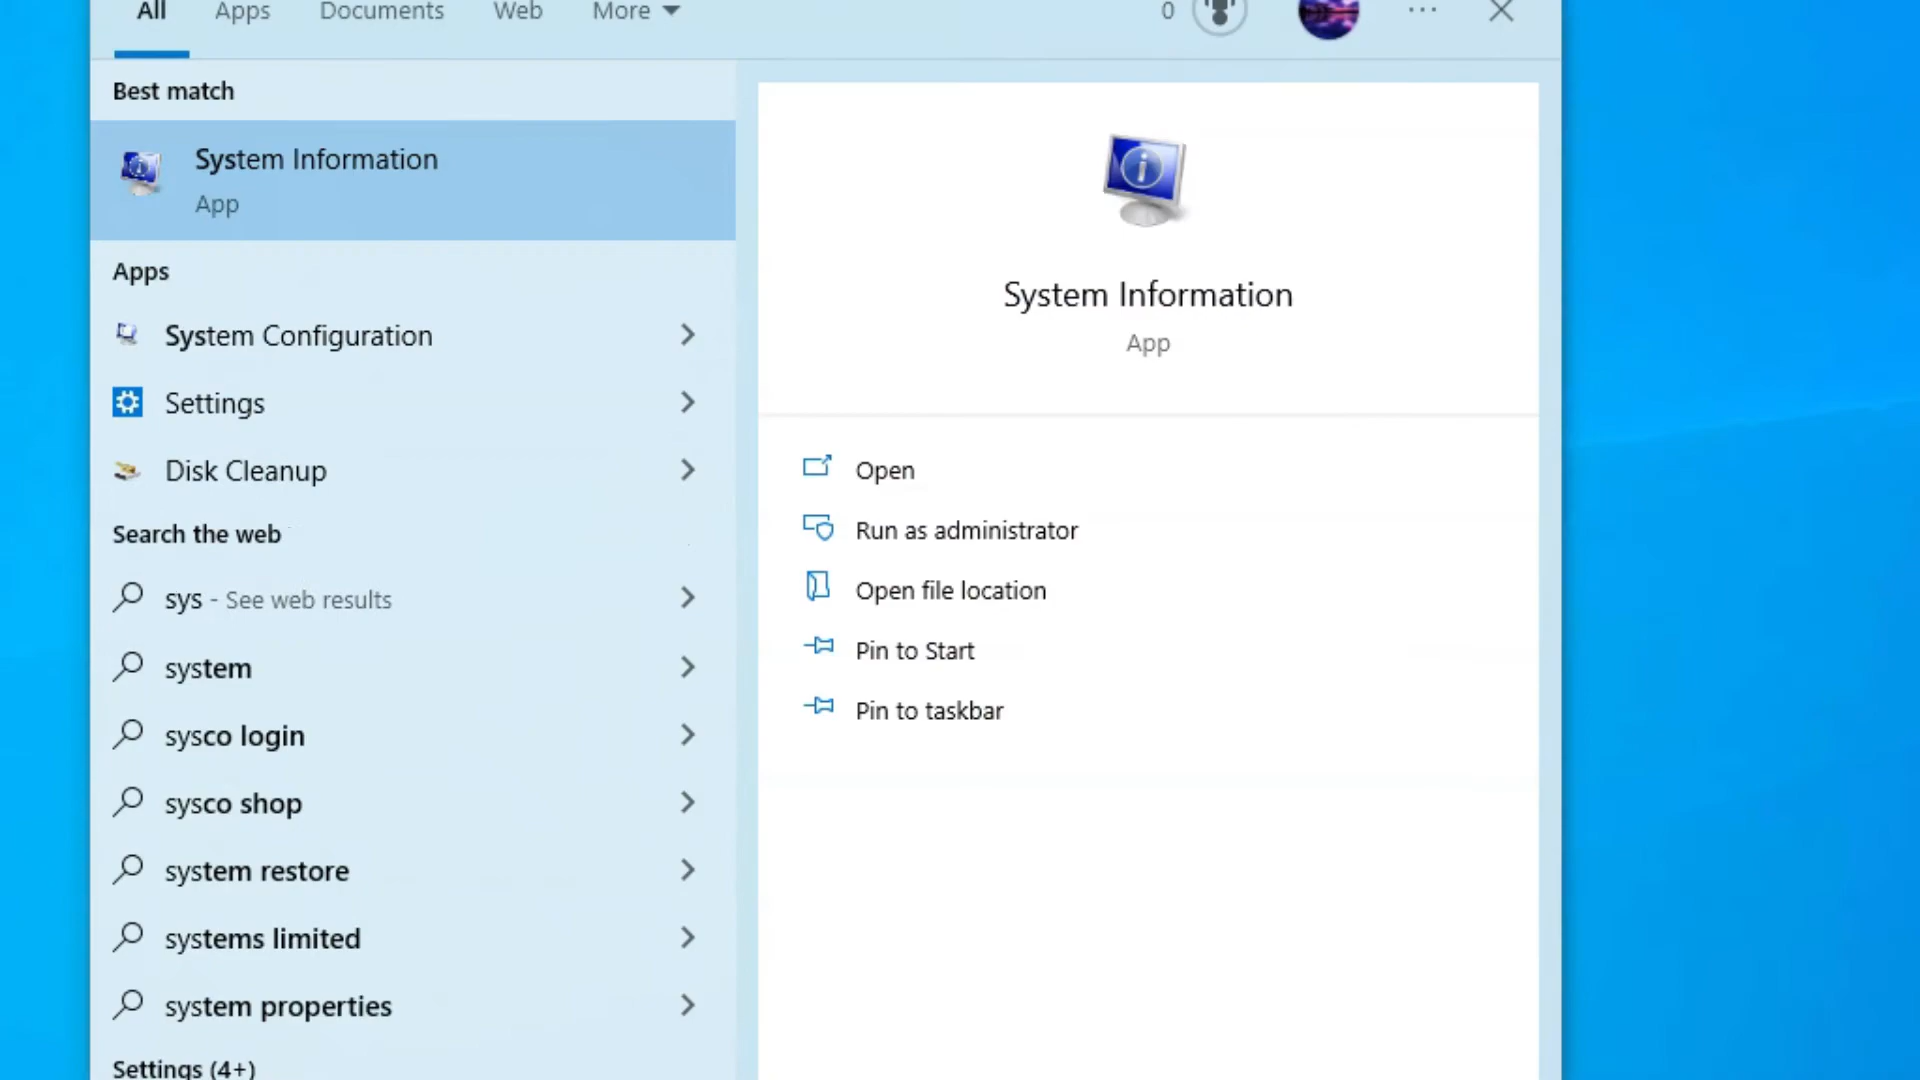 All Apps Documents Web More 0 ...
Best match
System Information
App
Apps
System Configuration
Settings
Disk Cleanup
Search the web
sys - See web results
system
sysco login
sysco shop
system restore
systems limited
system properties
Settings (4+)
System Information
App
Open
Run as administrator
Open file location
Pin to Start
Pin to taskbar